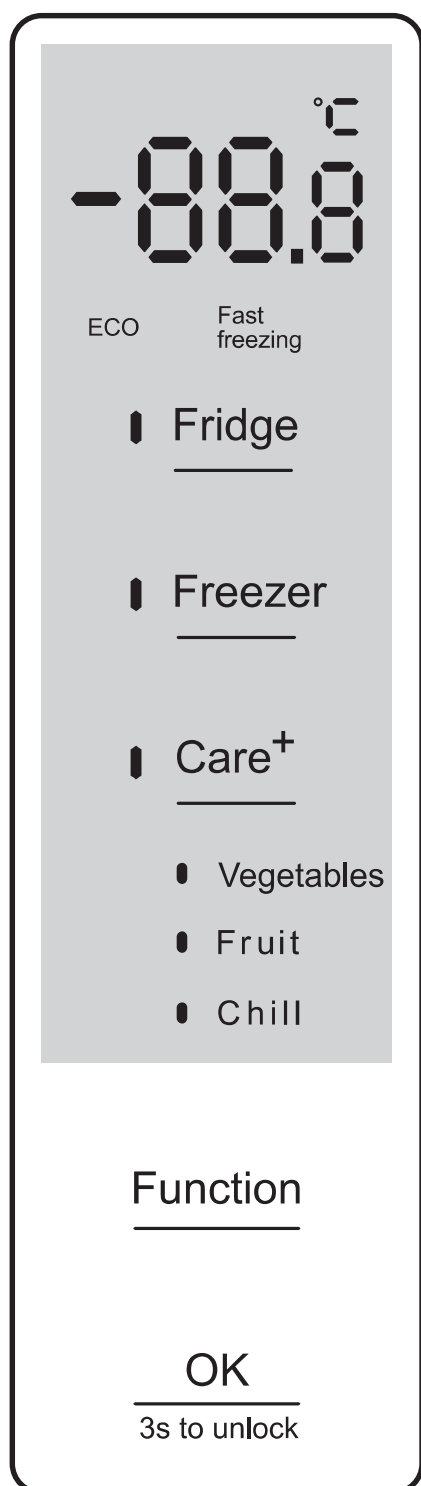 -88.8 °C
ECO
Fast
freezing
Fridge
Freezer
Care⁺
Vegetables
Fruit
Chill
Function
OK
3s to unlock